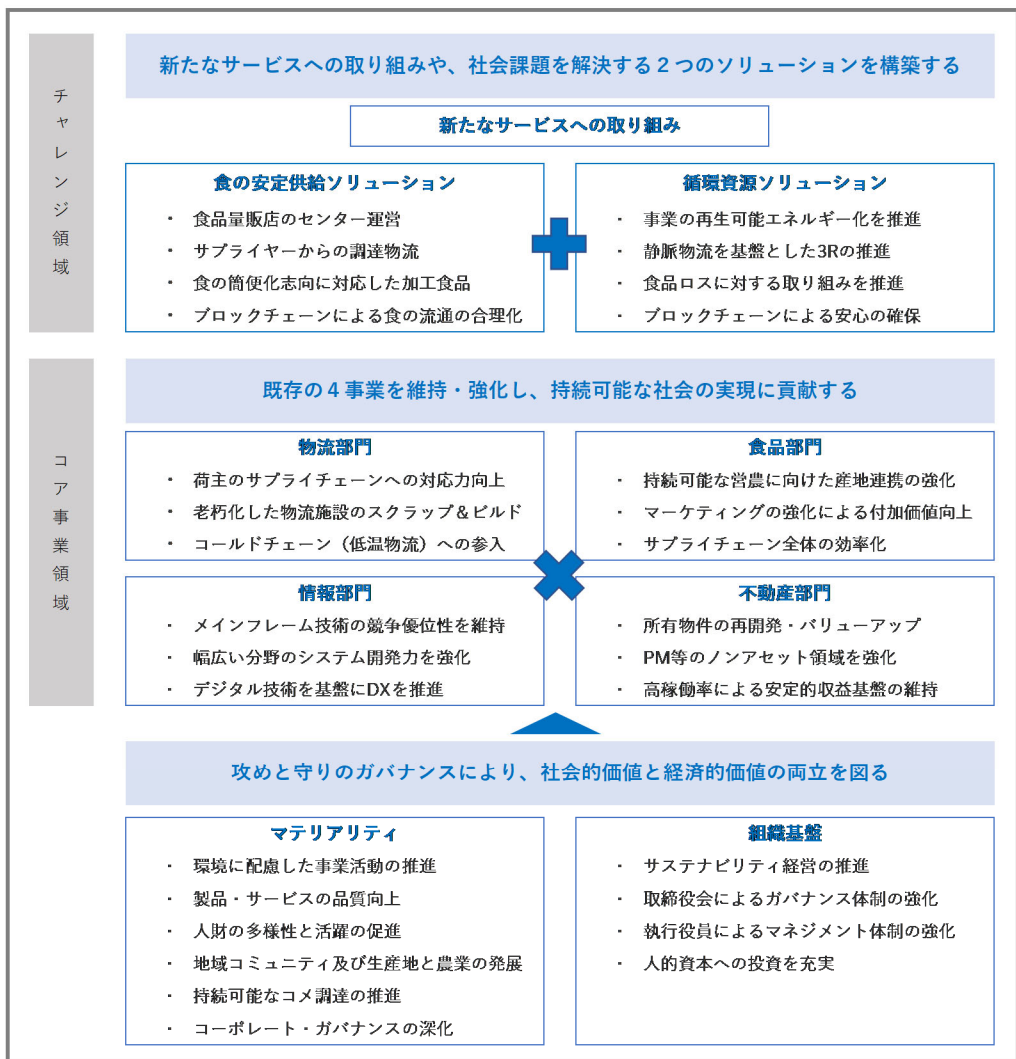 チャレンジ領域
新たなサービスへの取り組みや、社会課題を解決する２つのソリューションを構築する
新たなサービスへの取り組み
食の安定供給ソリューション
・ 食品量販店のセンター運営
・ サプライヤーからの調達物流
・ 食の簡便化志向に対応した加工食品
・ ブロックチェーンによる食の流通の合理化
循環資源ソリューション
・ 事業の再生可能エネルギー化を推進
・ 静脈物流を基盤とした3Rの推進
・ 食品ロスに対する取り組みを推進
・ ブロックチェーンによる安心の確保
コア事業領域
既存の４事業を維持・強化し、持続可能な社会の実現に貢献する
物流部門
・ 荷主のサプライチェーンへの対応力向上
・ 老朽化した物流施設のスクラップ＆ビルド
・ コールドチェーン（低温物流）への参入
食品部門
・ 持続可能な営農に向けた産地連携の強化
・ マーケティングの強化による付加価値向上
・ サプライチェーン全体の効率化
情報部門
・ メインフレーム技術の競争優位性を維持
・ 幅広い分野のシステム開発力を強化
・ デジタル技術を基盤にDXを推進
不動産部門
・ 所有物件の再開発・バリューアップ
・ PM等のノンアセット領域を強化
・ 高稼働率による安定的収益基盤の維持
攻めと守りのガバナンスにより、社会的価値と経済的価値の両立を図る
マテリアリティ
・ 環境に配慮した事業活動の推進
・ 製品・サービスの品質向上
・ 人財の多様性と活躍の促進
・ 地域コミュニティ及び生産地と農業の発展
・ 持続可能なコメ調達の推進
・ コーポレート・ガバナンスの深化
組織基盤
・ サステナビリティ経営の推進
・ 取締役会によるガバナンス体制の強化
・ 執行役員によるマネジメント体制の強化
・ 人的資本への投資を充実